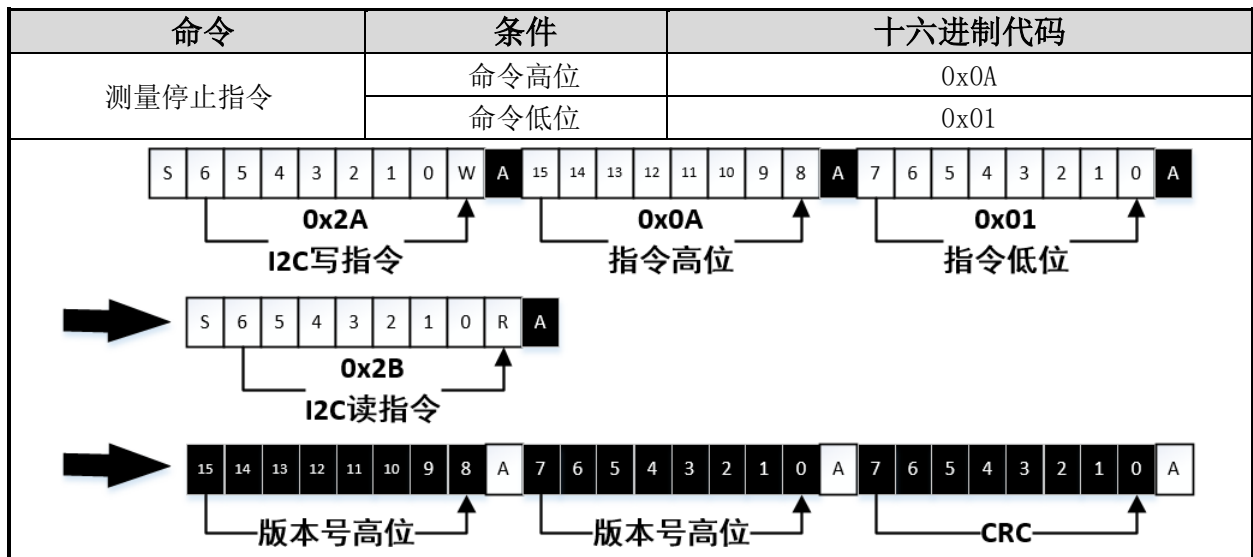 命令 条件 十六进制代码
测量停止指令 命令高位 0x0A
命令低位 0x01
S 6 5 4 3 2 1 0 W A 15 14 13 12 11 10 9 8 A 7 6 5 4 3 2 1 0 A
0x2A 0x0A 0x01
I2C写指令 指令高位 指令低位
S 6 5 4 3 2 1 0 R A
0x2B
I2C读指令
15 14 13 12 11 10 9 8 A 7 6 5 4 3 2 1 0 A 7 6 5 4 3 2 1 0 A
版本号高位 版本号高位 CRC